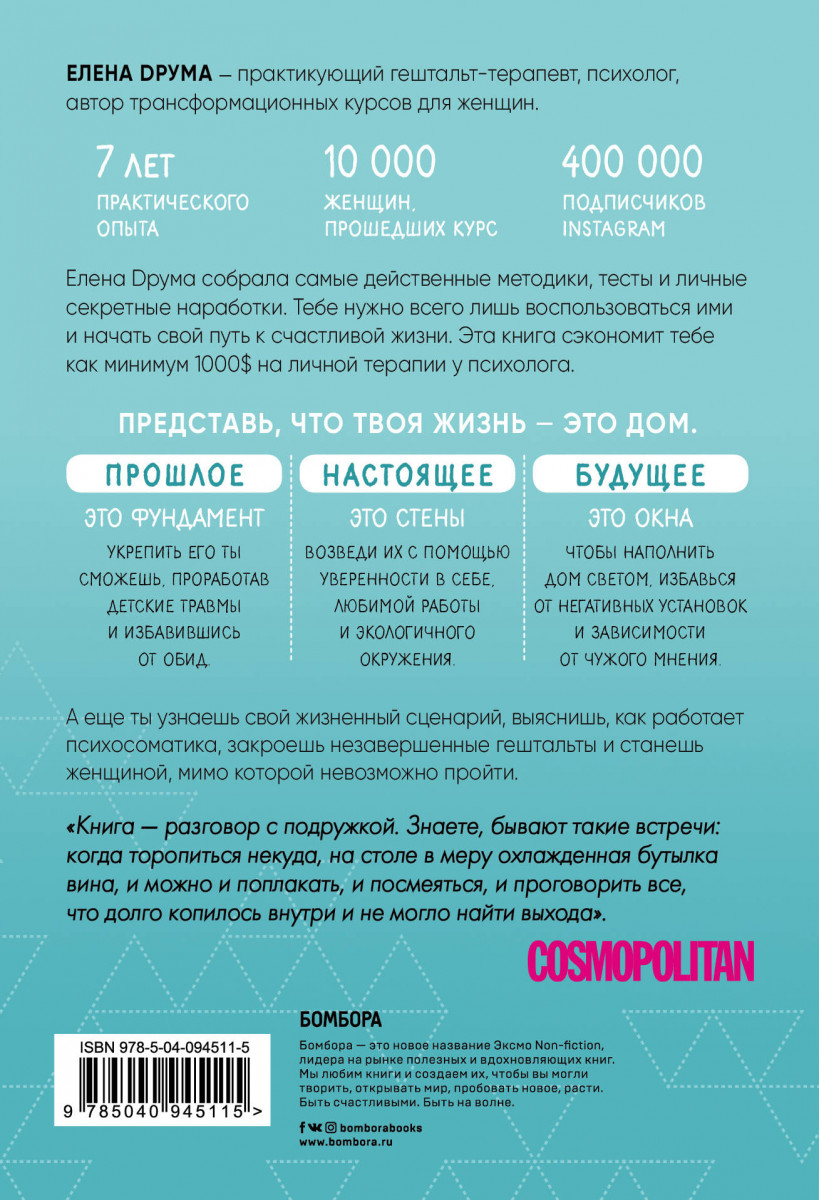 ЕЛЕНА DРУМА – практикующий гештальт-терапевт, психолог,
автор трансформационных курсов для женщин.
7 ЛЕТ
ПРАКТИЧЕСКОГО
ОПЫТА
10 000
ЖЕНЩИН,
ПРОШЕДШИХ КУРС
400 000
ПОДПИСЧИКОВ
INSTAGRAM
Елена Dрума собрала самые действенные методики, тесты и личные
секретные наработки. Тебе нужно всего лишь воспользоваться ими
и начать свой путь к счастливой жизни. Эта книга сэкономит тебе
как минимум 1000$ на личной терапии у психолога.
ПРЕДСТАВЬ, ЧТО ТВОЯ ЖИЗНЬ – ЭТО ДОМ.
ПРОШЛОЕ
ЭТО ФУНДАМЕНТ
УКРЕПИТЬ ЕГО ТЫ
СМОЖЕШЬ, ПРОРАБОТАВ
ДЕТСКИЕ ТРАВМЫ
И ИЗБАВИВШИСЬ
ОТ ОБИД.
НАСТОЯЩЕЕ
ЭТО СТЕНЫ
ВОЗВЕДИ ИХ С ПОМОЩЬЮ
УВЕРЕННОСТИ В СЕБЕ,
ЛЮБИМОЙ РАБОТЫ
И ЭКОЛОГИЧНОГО
ОКРУЖЕНИЯ.
БУДУЩЕЕ
ЭТО ОКНА
ЧТОБЫ НАПОЛНИТЬ
ДОМ СВЕТОМ, ИЗБАВЬСЯ
ОТ НЕГАТИВНЫХ УСТАНОВОК
И ЗАВИСИМОСТИ
ОТ ЧУЖОГО МНЕНИЯ.
А еще ты узнаешь свой жизненный сценарий, выяснишь, как работает
психосоматика, закроешь незавершенные гештальты и станешь
женщиной, мимо которой невозможно пройти.
«Книга — разговор с подружкой. Знаете, бывают такие встречи:
когда торопиться некуда, на столе в меру охлажденная бутылка
вина, и можно и поплакать, и посмеяться, и проговорить все,
что долго копилось внутри и не могло найти выхода».
COSMOPOLITAN
ISBN 978-5-04-094511-5
9 785040 945115 >
БОМБОРА
Бомбора — это новое название Эксмо Non-fiction,
лидера на рынке полезных и вдохновляющих книг.
Мы любим книги и создаем их, чтобы вы могли
творить, открывать мир, пробовать новое, расти.
Быть счастливыми. Быть на волне.
bomborabooks
www.bombora.ru